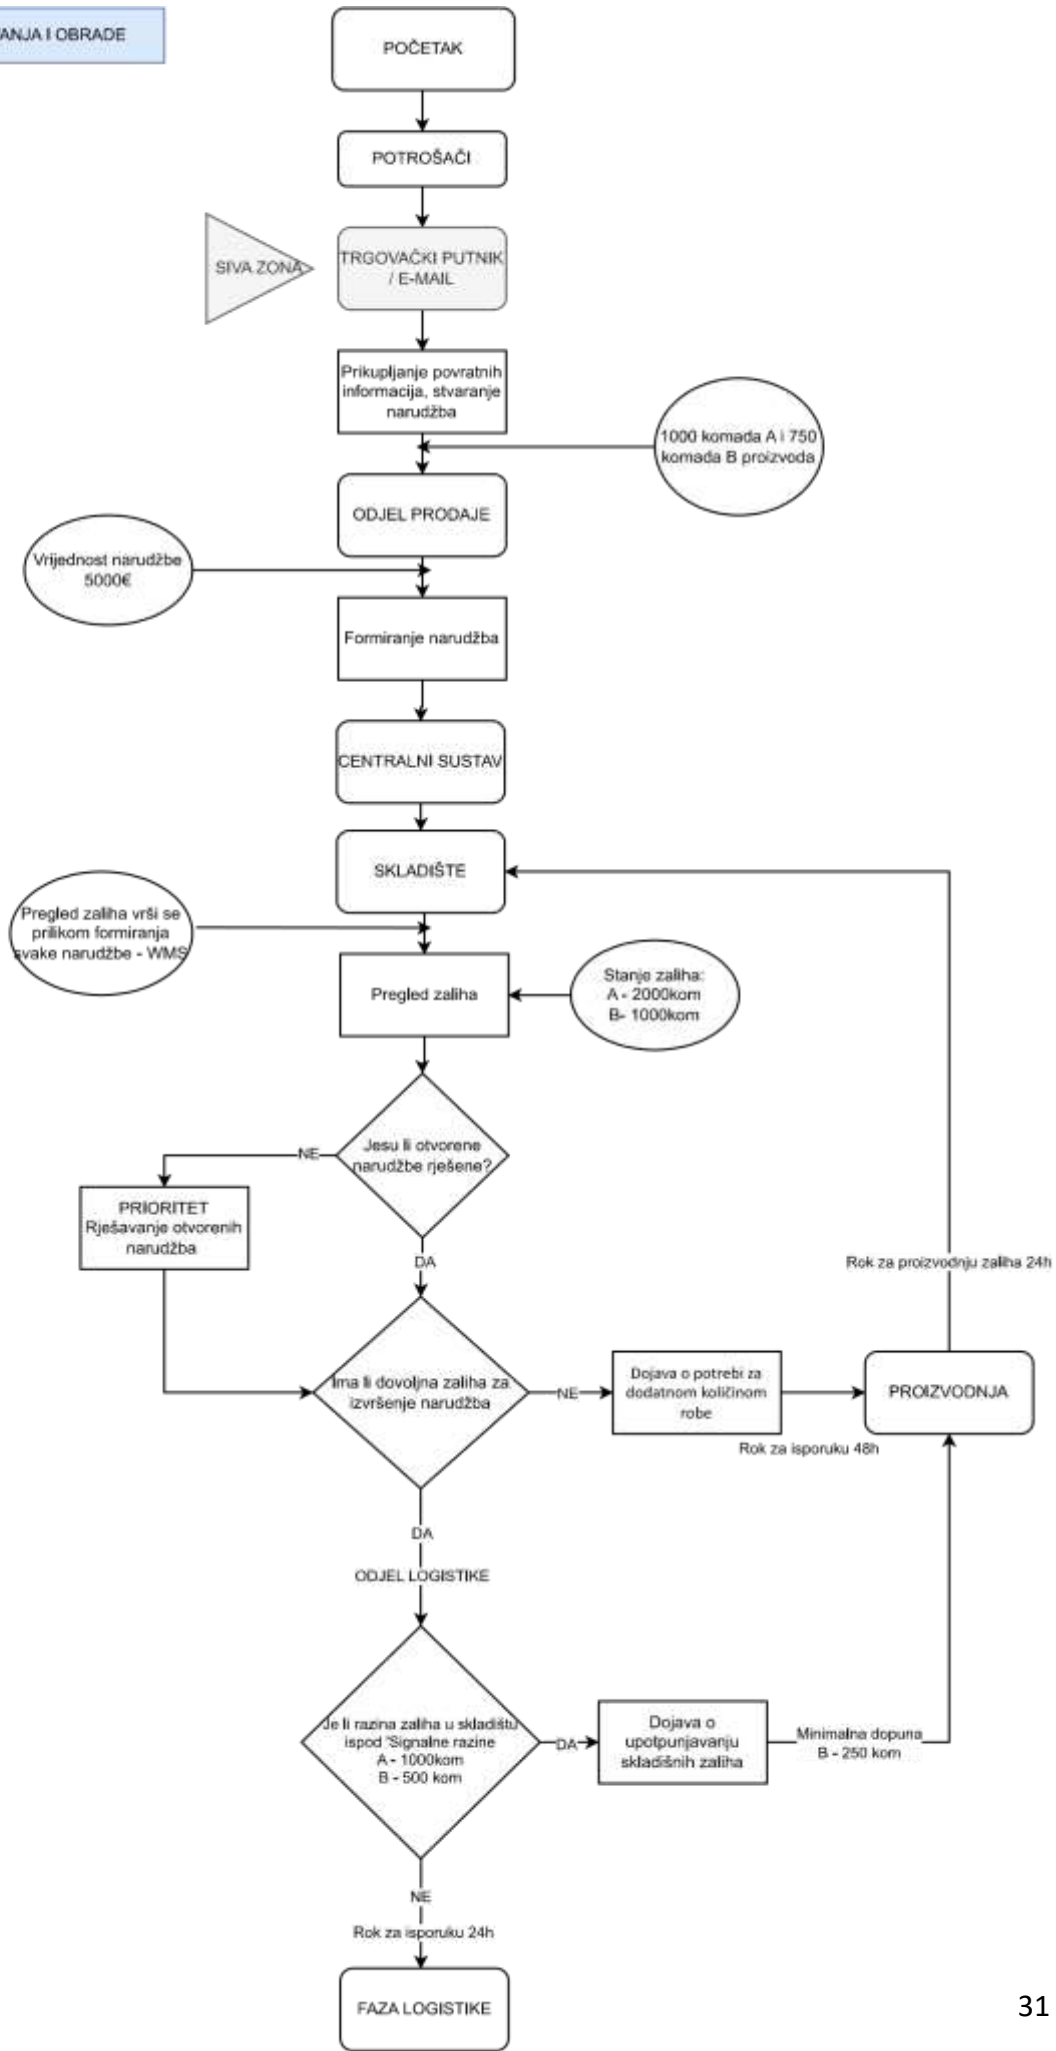 ANJA I OBRADE
POČETAK
POTROŠAČI
SIVA ZONA
TRGOVAČKI PUTNIK
/ E-MAIL
Prikupljanje povratnih
informacija, stvaranje
narudžba
1000 komada A i 750
komada B proizvoda
ODJEL PRODAJE
Vrijednost narudžbe
5000€
Formiranje narudžba
CENTRALNI SUSTAV
SKLADIŠTE
Pregled zaliha vrši se
prilikom formiranja
svake narudžbe - WMS
Pregled zaliha
Stanje zaliha:
A - 2000kom
B- 1000kom
Jesu li otvorene
narudžbe rješene?
NE
PRIORITET
Rješavanje otvorenih
narudžba
DA
Rok za proizvodnju zaliha 24h
Ima li dovoljna zaliha za
izvršenje narudžba
NE
Dojava o potrebi za
dodatnom količinom
robe
PROIZVODNJA
Rok za isporuku 48h
DA
ODJEL LOGISTIKE
Je li razina zaliha u skladištu
ispod 'Signalne razine
A - 1000kom
B - 500 kom
DA
Dojava o
upotpunjavanju
skladišnih zaliha
Minimalna dopuna
B - 250 kom
NE
Rok za isporuku 24h
FAZA LOGISTIKE
31